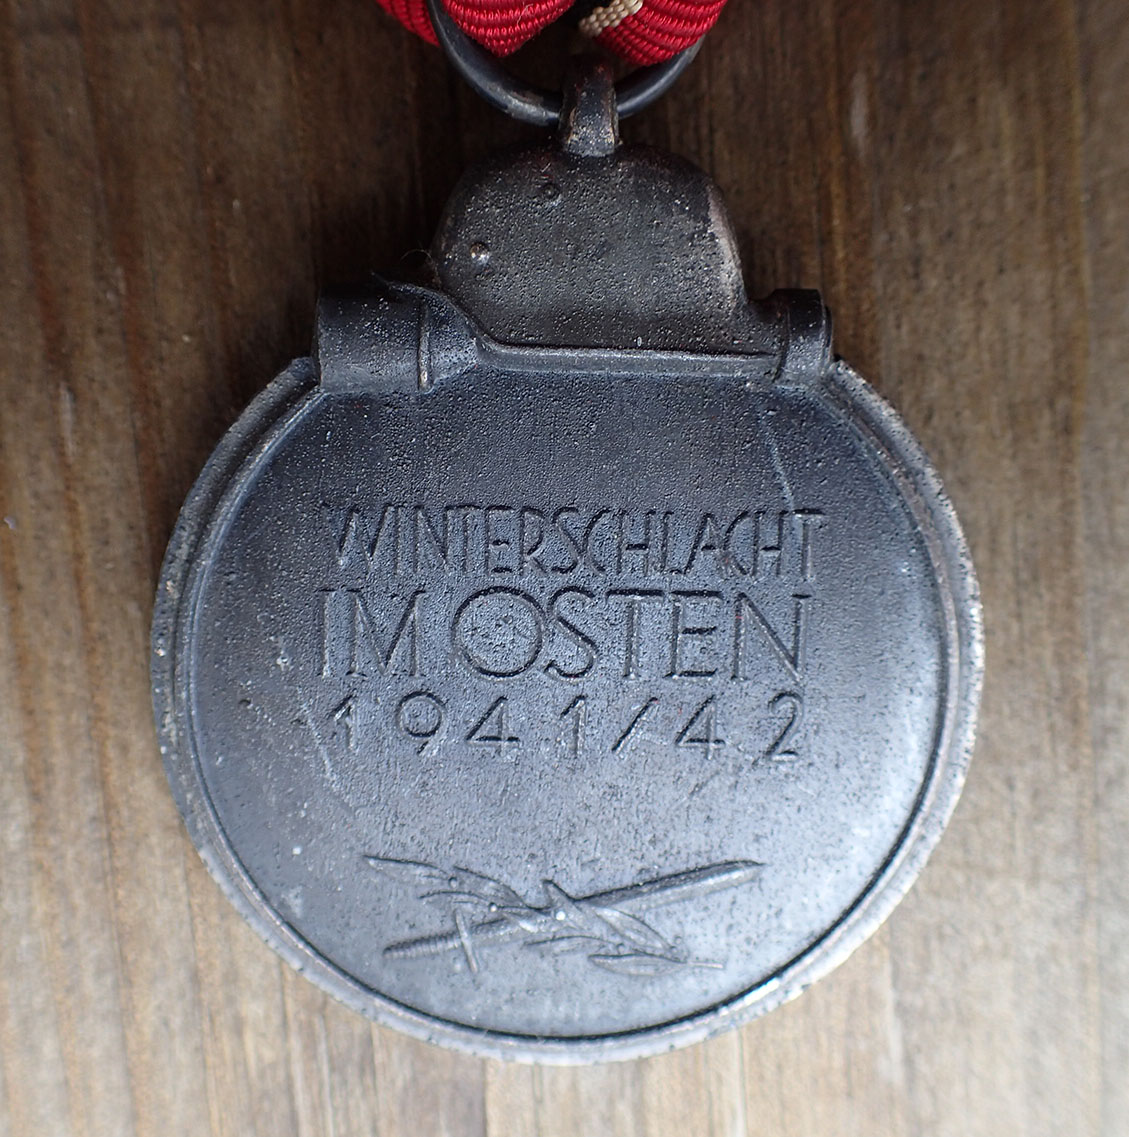 WINTERSCHLACHT
IM OSTEN
1941/42